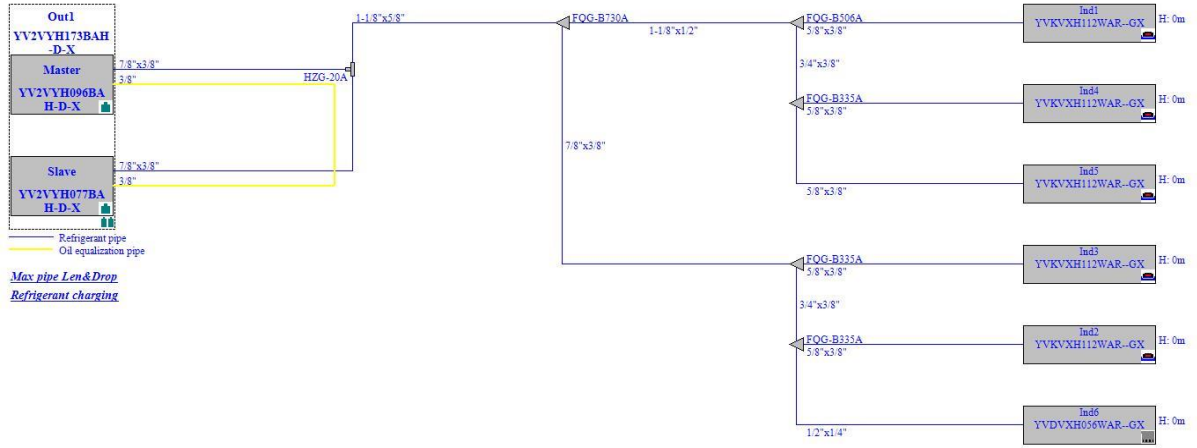 Out1
YV2VYH173BAH
-D-X
Master
YV2VYH096BA
H-D-X
7/8"x3/8"
3/8"
HZG-20A
Slave
YV2VYH077BA
H-D-X
7/8"x3/8"
3/8"
Refrigerant pipe
Oil equalization pipe
Max pipe Len&Drop
Refrigerant charging
1-1/8"x5/8"
FQG-B730A
1-1/8"x1/2"
7/8"x3/8"
FQG-B506A
5/8"x3/8"
3/4"x3/8"
Ind1
YVKVXH112WAR--GX
H: 0m
FQG-B335A
5/8"x3/8"
Ind4
YVKVXH112WAR--GX
H: 0m
5/8"x3/8"
Ind5
YVKVXH112WAR--GX
H: 0m
FQG-B335A
5/8"x3/8"
3/4"x3/8"
Ind3
YVKVXH112WAR--GX
H: 0m
FQG-B335A
5/8"x3/8"
Ind2
YVKVXH112WAR--GX
H: 0m
1/2"x1/4"
Ind6
YVDVXH056WAR--GX
H: 0m